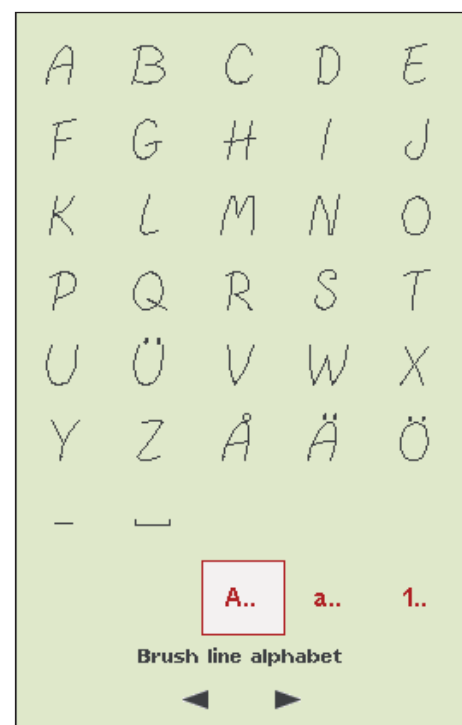 A B C D E
F G H I J
K L M N O
P Q R S T
U Ü V W X
Y Z Å Ä Ö
– ⎵
A.. a.. 1..
Brush line alphabet
◀ ▶